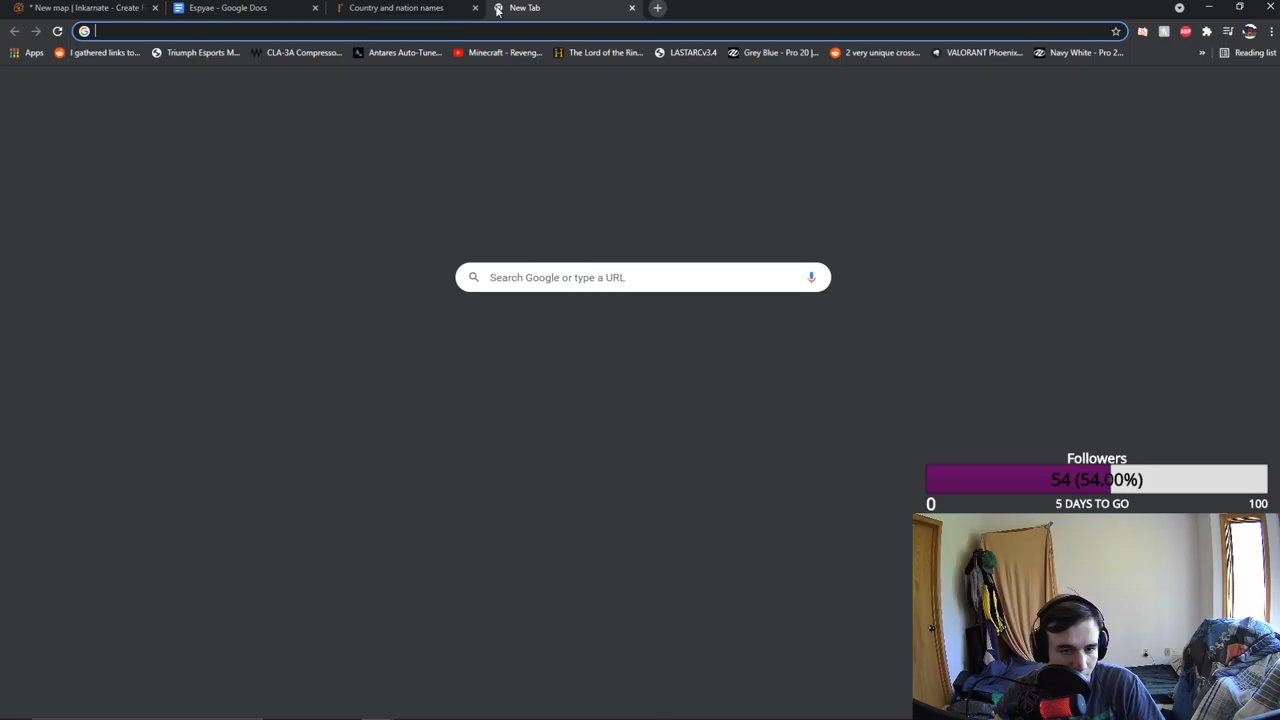 * New map | Inkarnate - Create F
Espyae - Google Docs
Country and nation names
New Tab
Apps
I gathered links to...
Triumph Esports M...
CLA-3A Compresso...
Antares Auto-Tune...
Minecraft - Reveng...
The Lord of the Rin...
LASTARCv3.4
Grey Blue - Pro 20 |...
2 very unique cross...
VALORANT Phoenix...
Navy White - Pro 2...
»
Reading list
Search Google or type a URL
Followers
54 (54.00%)
0 5 DAYS TO GO 100